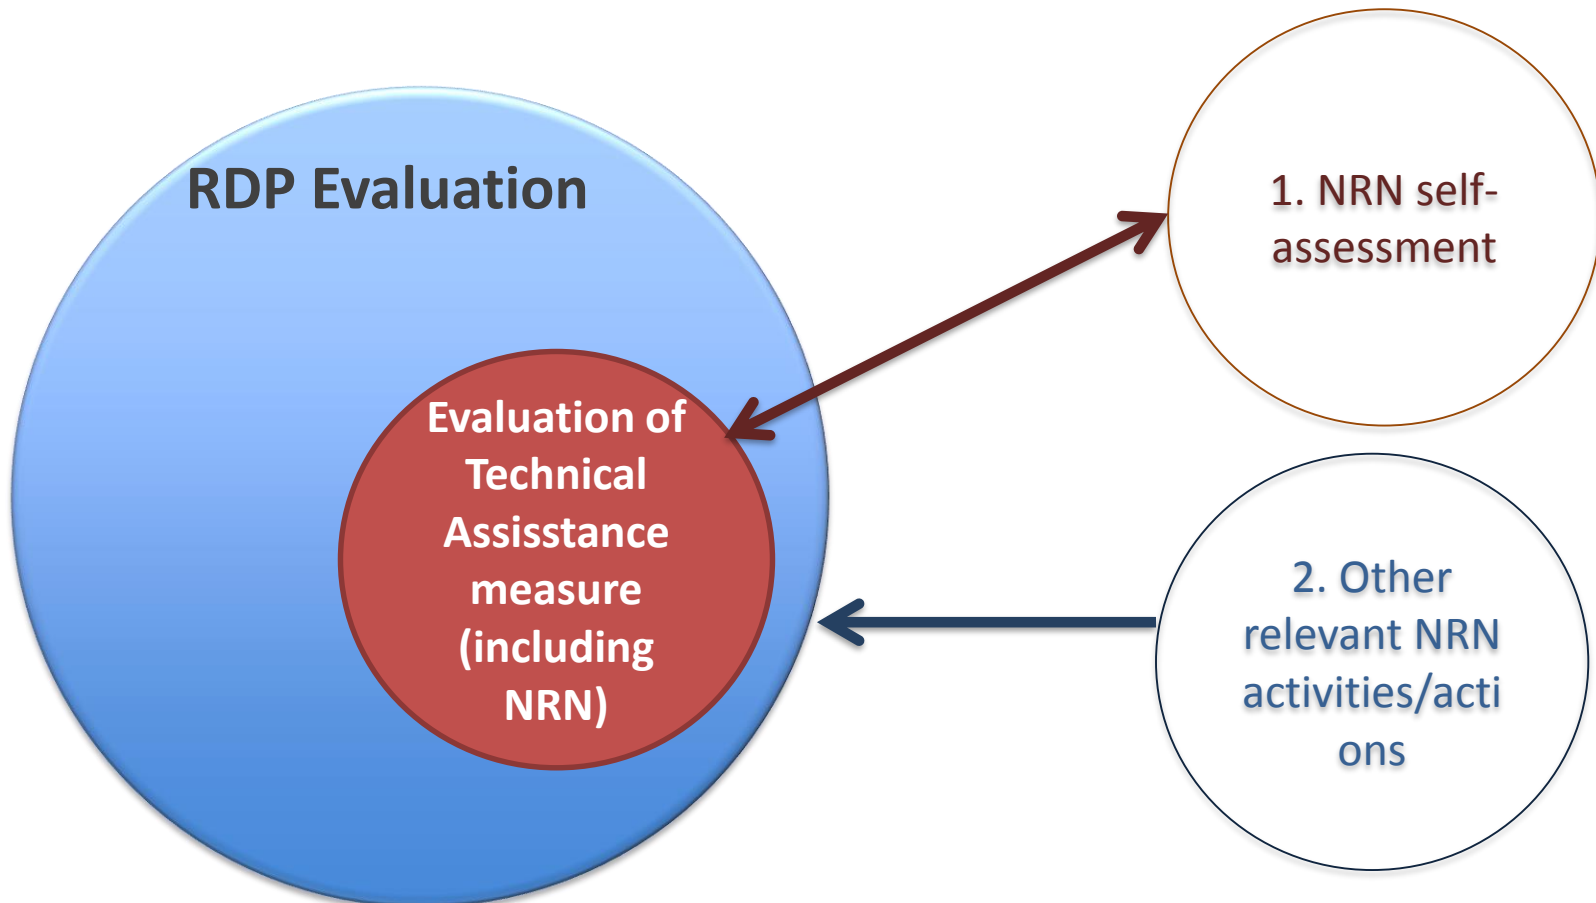 RDP Evaluation
Evaluation of
Technical
Assisstance
measure
(including
NRN)
1. NRN self-
assessment
2. Other
relevant NRN
activities/acti
ons